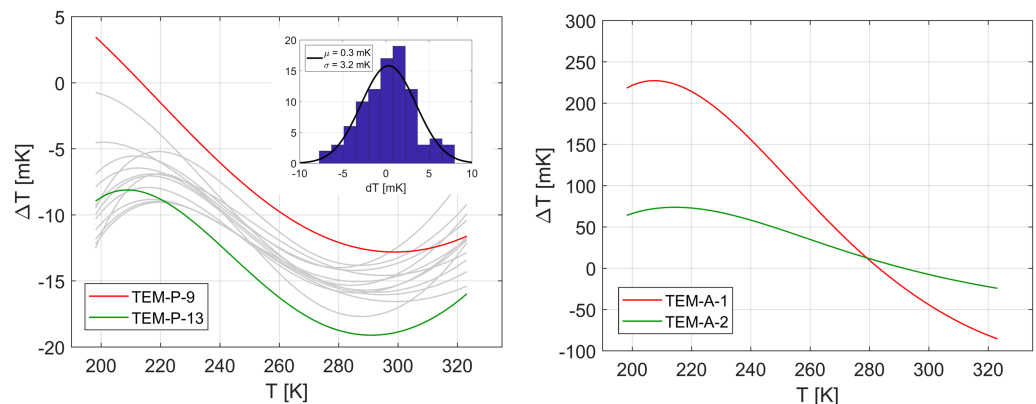 5
0
-5
-10
-15
-20
ΔT [mK]
200 220 240 260 280 300 320
T [K]
TEM-P-9
TEM-P-13
20
15
10
5
0
-10 -5 0 5 10
dT [mK]
μ = 0.3 mK
σ = 3.2 mK
300
250
200
150
100
50
0
-50
-100
ΔT [mK]
200 220 240 260 280 300 320
T [K]
TEM-A-1
TEM-A-2